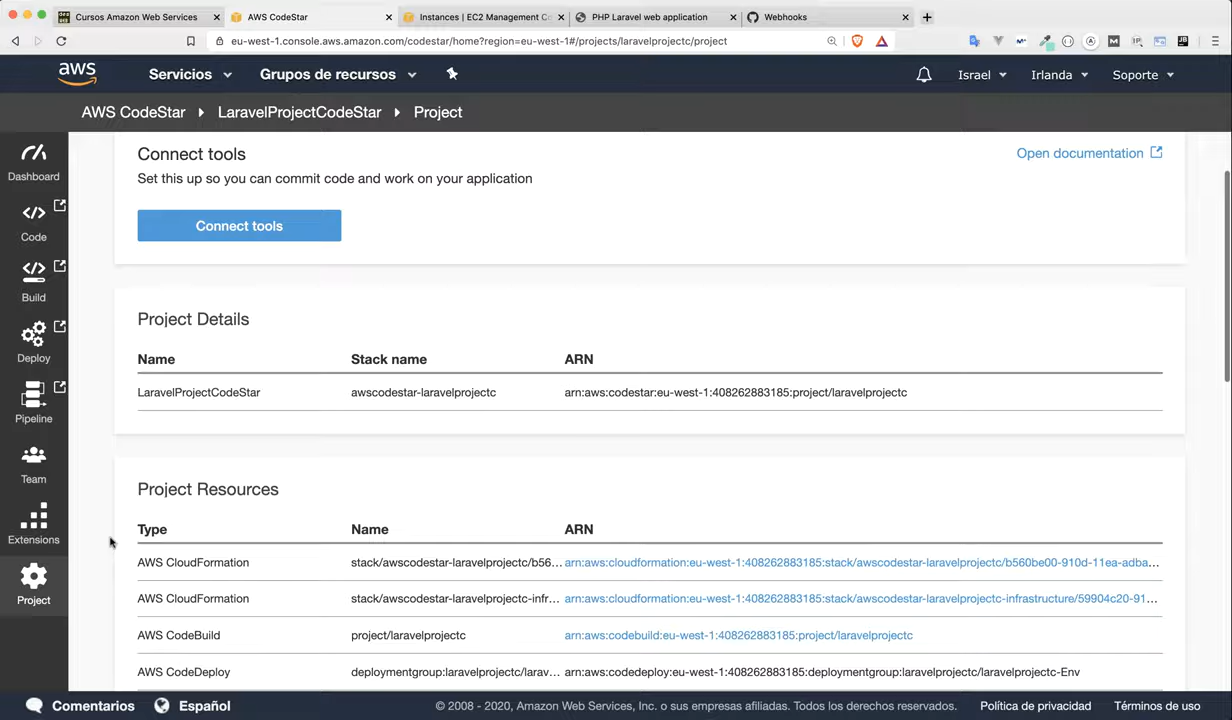 Cursos Amazon Web Services
AWS CodeStar
Instances | EC2 Management Co
PHP Laravel web application
Webhooks
eu-west-1.console.aws.amazon.com/codestar/home?region=eu-west-1#/projects/laravelprojectc/project
aws
Servicios
Grupos de recursos
Israel
Irlanda
Soporte
AWS CodeStar
LaravelProjectCodeStar
Project
Dashboard
Code
Build
Deploy
Pipeline
Team
Extensions
Project
Connect tools
Open documentation
Set this up so you can commit code and work on your application
Connect tools
Project Details
Name Stack name ARN
LaravelProjectCodeStar awscodestar-laravelprojectc arn:aws:codestar:eu-west-1:408262883185:project/laravelprojectc
Project Resources
Type Name ARN
AWS CloudFormation stack/awscodestar-laravelprojectc/b56... arn:aws:cloudformation:eu-west-1:408262883185:stack/awscodestar-laravelprojectc/b560be00-910d-11ea-adba...
AWS CloudFormation stack/awscodestar-laravelprojectc-infr... arn:aws:cloudformation:eu-west-1:408262883185:stack/awscodestar-laravelprojectc-infrastructure/59904c20-91...
AWS CodeBuild project/laravelprojectc arn:aws:codebuild:eu-west-1:408262883185:project/laravelprojectc
AWS CodeDeploy deploymentgroup:laravelprojectc/larav... arn:aws:codedeploy:eu-west-1:408262883185:deploymentgroup:laravelprojectc/laravelprojectc-Env
Comentarios
Español
© 2008 - 2020, Amazon Web Services, Inc. o sus empresas afiliadas. Todos los derechos reservados.
Política de privacidad
Términos de uso